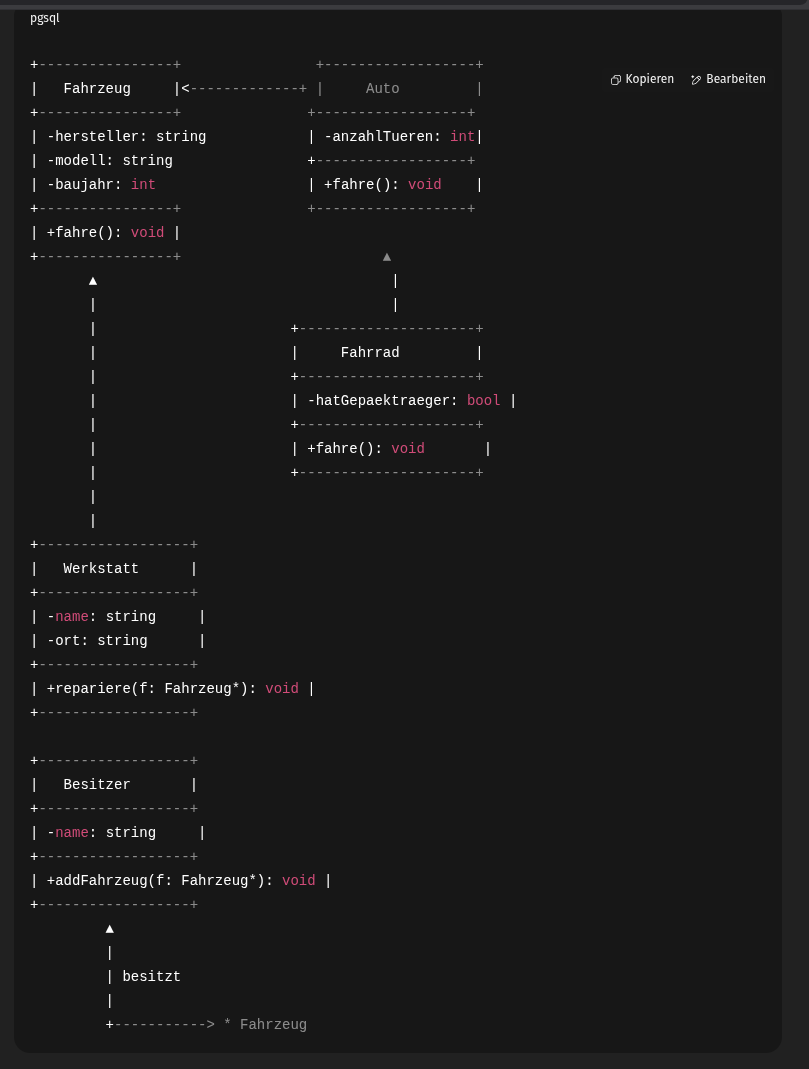 pgsql
+----------------+                +------------------+
Kopieren Bearbeiten
|   Fahrzeug     |<-------------+ |     Auto         |
+----------------+               +------------------+
| -hersteller: string            | -anzahlTueren: int|
| -modell: string                +------------------+
| -baujahr: int                  | +fahre(): void    |
+----------------+               +------------------+
| +fahre(): void |
+----------------+                        ▲
       ▲                                   |
       |                                   |
       |                       +--------------------+
       |                       |     Fahrrad         |
       |                       +--------------------+
       |                       | -hatGepaektraeger: bool |
       |                       +--------------------+
       |                       | +fahre(): void       |
       |                       +--------------------+
       |
       |
+------------------+
|   Werkstatt      |
+------------------+
| -name: string     |
| -ort: string      |
+------------------+
| +repariere(f: Fahrzeug*): void |
+------------------+
+------------------+
|   Besitzer       |
+------------------+
| -name: string     |
+------------------+
| +addFahrzeug(f: Fahrzeug*): void |
+------------------+
         ▲
         |
         | besitzt
         |
         +-----------> * Fahrzeug